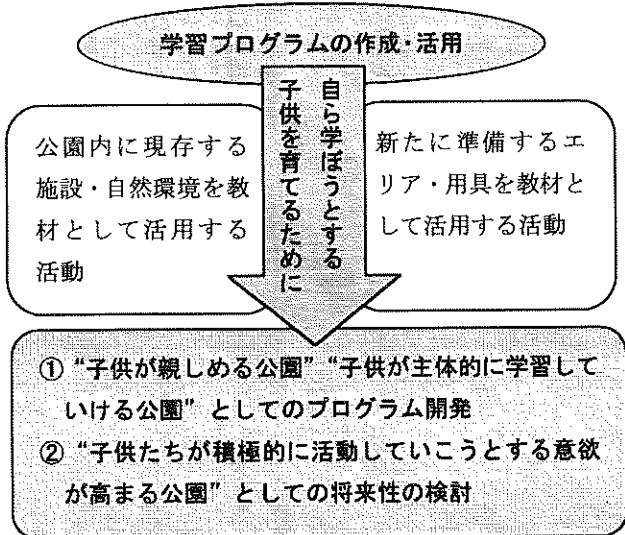 学習プログラムの作成・活用
自ら学ぼうとする
子供を育てるために
公園内に現存する
施設・自然環境を教
材として活用する
活動
新たに準備するエ
リア・用具を教材と
して活用する活動
① “子供が親しめる公園” “子供が主体的に学習して
いける公園” としてのプログラム開発
② “子供たちが積極的に活動していこうとする意欲
が高まる公園” としての将来性の検討